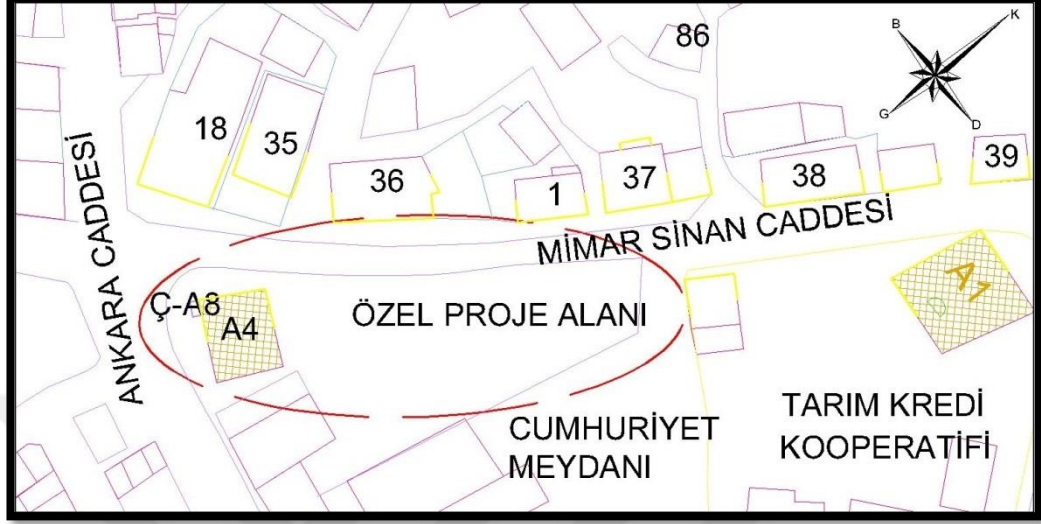 86
B
K
G
D
18
35
36
1
37
38
39
ANKARA CADDESİ
MİMAR SİNAN CADDESİ
Ç-A8
A4
ÖZEL PROJE ALANI
A1
CUMHURİYET
MEYDANI
TARIM KREDİ
KOOPERATİFİ